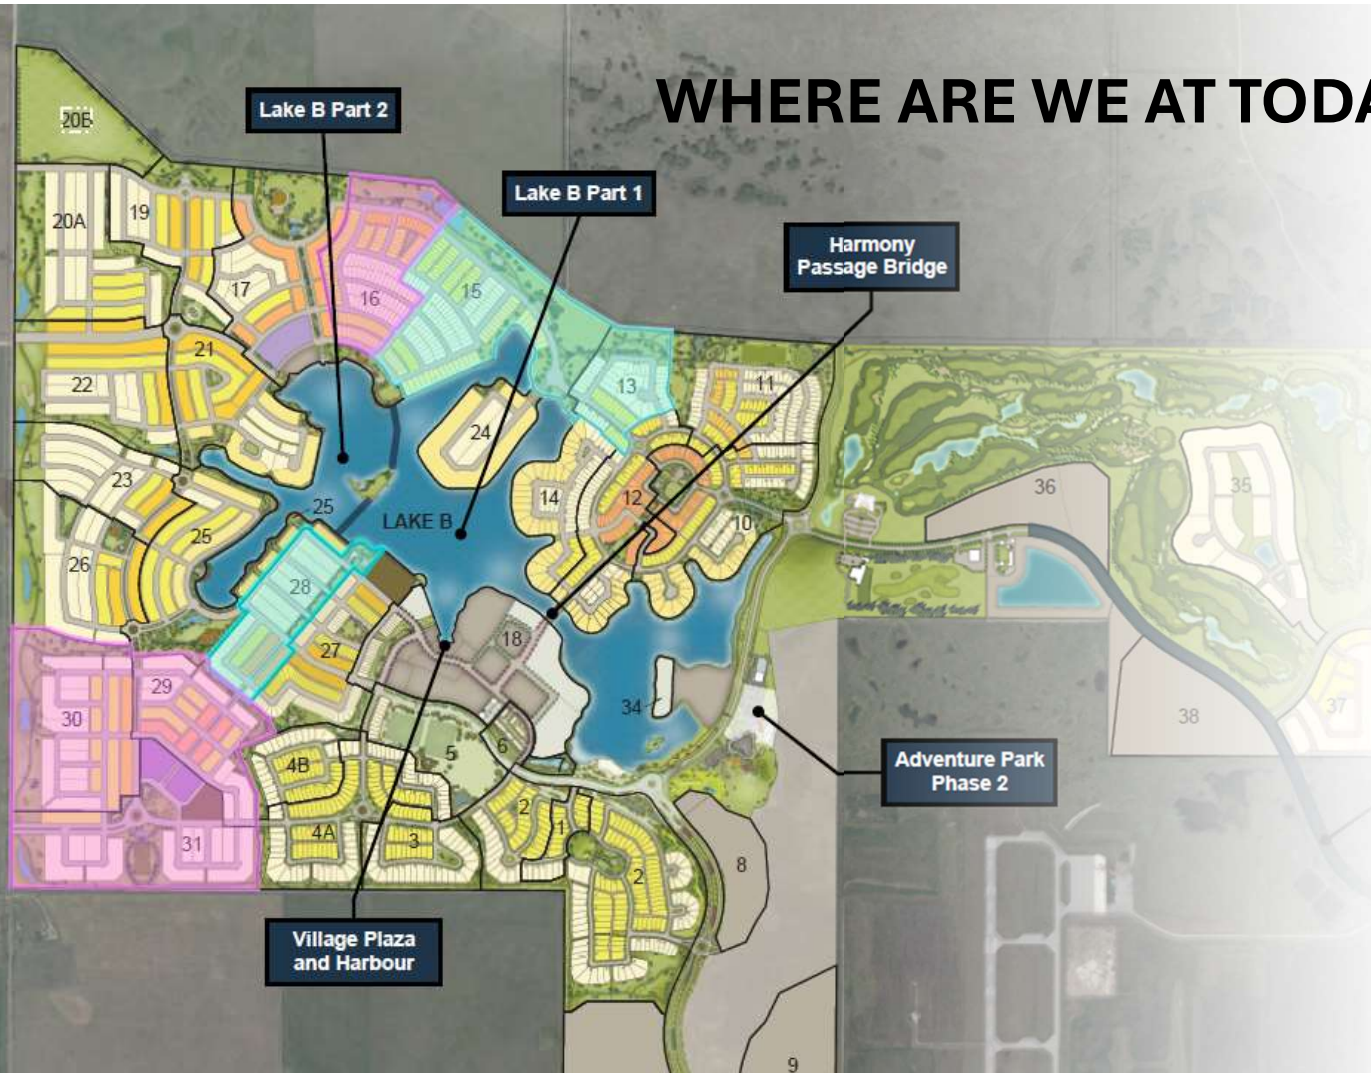 WHERE ARE WE AT TODA
20B
Lake B Part 2
Lake B Part 1
Harmony
Passage Bridge
20A
19
17
16
15
21
22
13
11
24
23
14
12
36
35
25
LAKE B
10
25
26
28
18
27
29
30
34
37
38
5
6
4B
Adventure Park
Phase 2
2
1
4A
3
31
2
8
Village Plaza
and Harbour
9